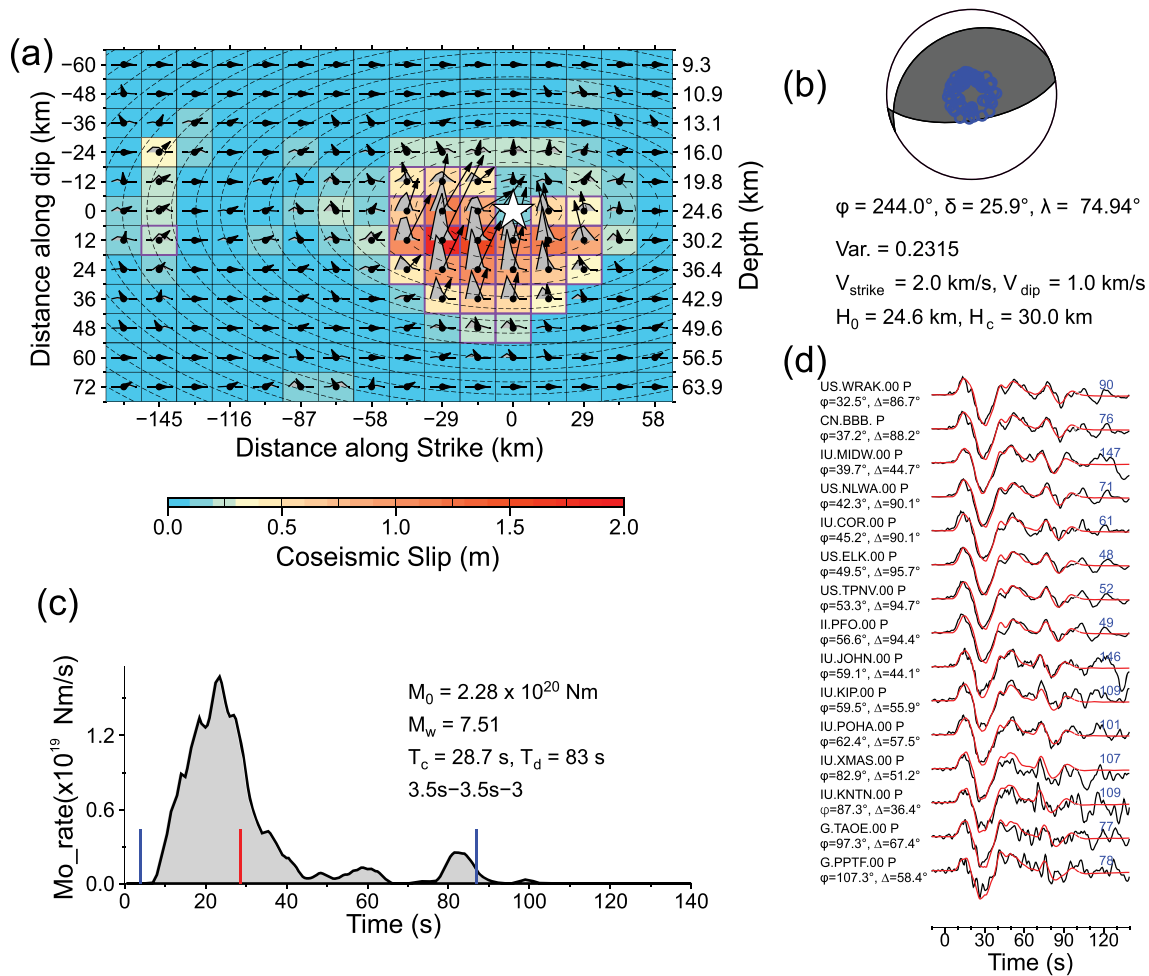 (a)
Distance along dip (km)
−60
−48
−36
−24
−12
0
12
24
36
48
60
72
9.3
10.9
13.1
16.0
19.8
24.6
30.2
36.4
42.9
49.6
56.5
63.9
Depth (km)
−145 −116 −87 −58 −29 0 29 58
Distance along Strike (km)
0.0 0.5 1.0 1.5 2.0
Coseismic Slip (m)
(b)
φ = 244.0°, δ = 25.9°, λ = 74.94°
Var. = 0.2315
Vstrike = 2.0 km/s, Vdip = 1.0 km/s
H0 = 24.6 km, Hc = 30.0 km
(c)
Mo_rate(x10¹⁹ Nm/s)
1.2
0.6
0.0
M0 = 2.28 x 10²⁰ Nm
Mw = 7.51
Tc = 28.7 s, Td = 83 s
3.5s−3.5s−3
0 20 40 60 80 100 120 140
Time (s)
(d)
US.WRAK.00 P 90
φ=32.5°, Δ=86.7°
CN.BBB. P 76
φ=37.2°, Δ=88.2°
IU.MIDW.00 P 147
φ=39.7°, Δ=44.7°
US.NLWA.00 P 71
φ=42.3°, Δ=90.1°
IU.COR.00 P 61
φ=45.2°, Δ=90.1°
US.ELK.00 P 48
φ=49.5°, Δ=95.7°
US.TPNV.00 P 52
φ=53.3°, Δ=94.7°
II.PFO.00 P 49
φ=56.6°, Δ=94.4°
IU.JOHN.00 P 146
φ=59.1°, Δ=44.1°
IU.KIP.00 P 109
φ=59.5°, Δ=55.9°
IU.POHA.00 P 101
φ=62.4°, Δ=57.5°
IU.XMAS.00 P 107
φ=82.9°, Δ=51.2°
IU.KNTN.00 P 109
φ=87.3°, Δ=36.4°
G.TAOE.00 P 77
φ=97.3°, Δ=67.4°
G.PPTF.00 P 78
φ=107.3°, Δ=58.4°
0 30 60 90 120
Time (s)